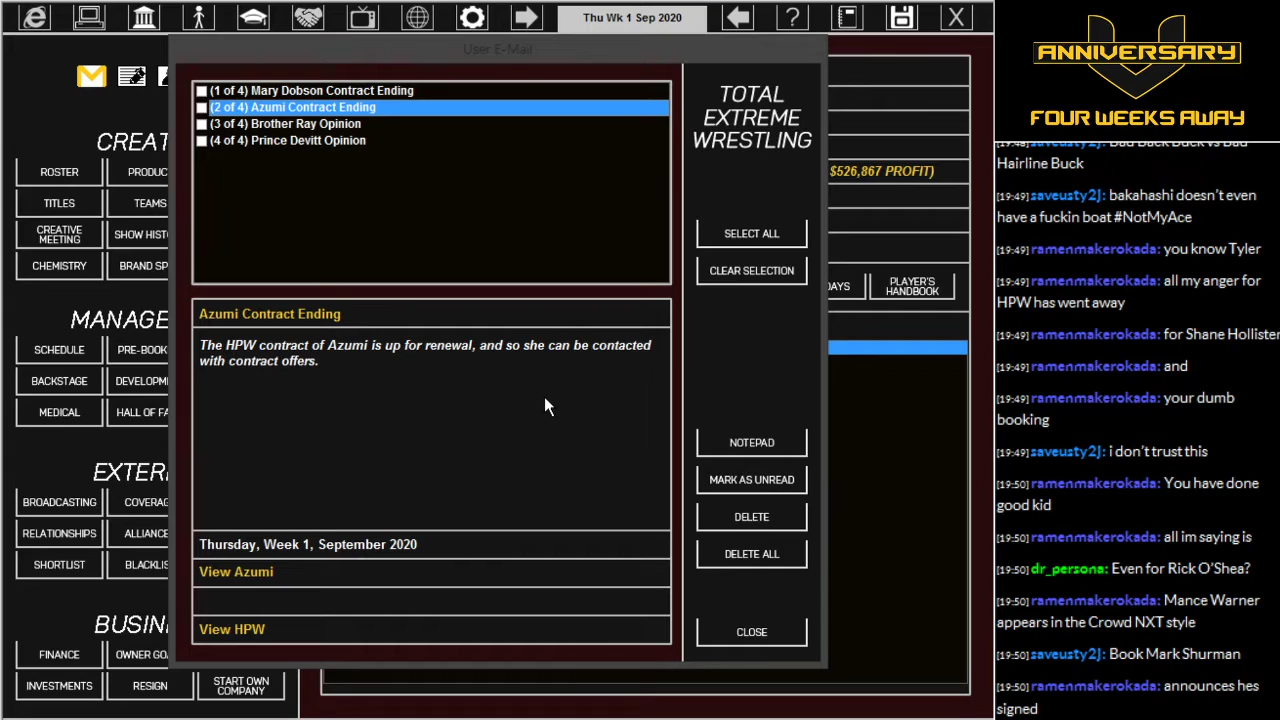 Thu Wk 1 Sep 2020
?
X
User E-Mail
ANNIVERSARY
FOUR WEEKS AWAY
(1 of 4) Mary Dobson Contract Ending
(2 of 4) Azumi Contract Ending
(3 of 4) Brother Ray Opinion
(4 of 4) Prince Devitt Opinion
TOTAL
EXTREME
WRESTLING
SELECT ALL
CLEAR SELECTION
NOTEPAD
MARK AS UNREAD
DELETE
DELETE ALL
CLOSE
Azumi Contract Ending
The HPW contract of Azumi is up for renewal, and so she can be contacted
with contract offers.
Thursday, Week 1, September 2020
View Azumi
View HPW
CREAT
ROSTER
PRODUC
TITLES
TEAMS
CREATIVE
MEETING
SHOW HIST
CHEMISTRY
BRAND SP
MANAGE
SCHEDULE
PRE-BOOK
BACKSTAGE
DEVELOPM
MEDICAL
HALL OF FA
EXTER
BROADCASTING
COVERAG
RELATIONSHIPS
ALLIANC
SHORTLIST
BLACKLIS
BUSIN
FINANCE
OWNER GO
INVESTMENTS
RESIGN
START OWN
COMPANY
$526,867 PROFIT)
AYS
PLAYER'S
HANDBOOK
[19:48] saveusty2J: Bad Back Buck vs Bad
Hairline Buck
[19:49] saveusty2J: bakahashi doesn't even
have a fuckin boat #NotMyAce
[19:49] ramenmakerokada: you know Tyler
[19:49] ramenmakerokada: all my anger for
HPW has went away
[19:49] ramenmakerokada: for Shane Hollister
[19:49] ramenmakerokada: and
[19:49] ramenmakerokada: your dumb
booking
[19:49] saveusty2J: i don't trust this
[19:50] ramenmakerokada: You have done
good kid
[19:50] ramenmakerokada: all im saying is
[19:50] dr_persona: Even for Rick O'Shea?
[19:50] ramenmakerokada: Mance Warner
appears in the Crowd NXT style
[19:50] saveusty2J: Book Mark Shurman
[19:50] ramenmakerokada: announces hes
signed